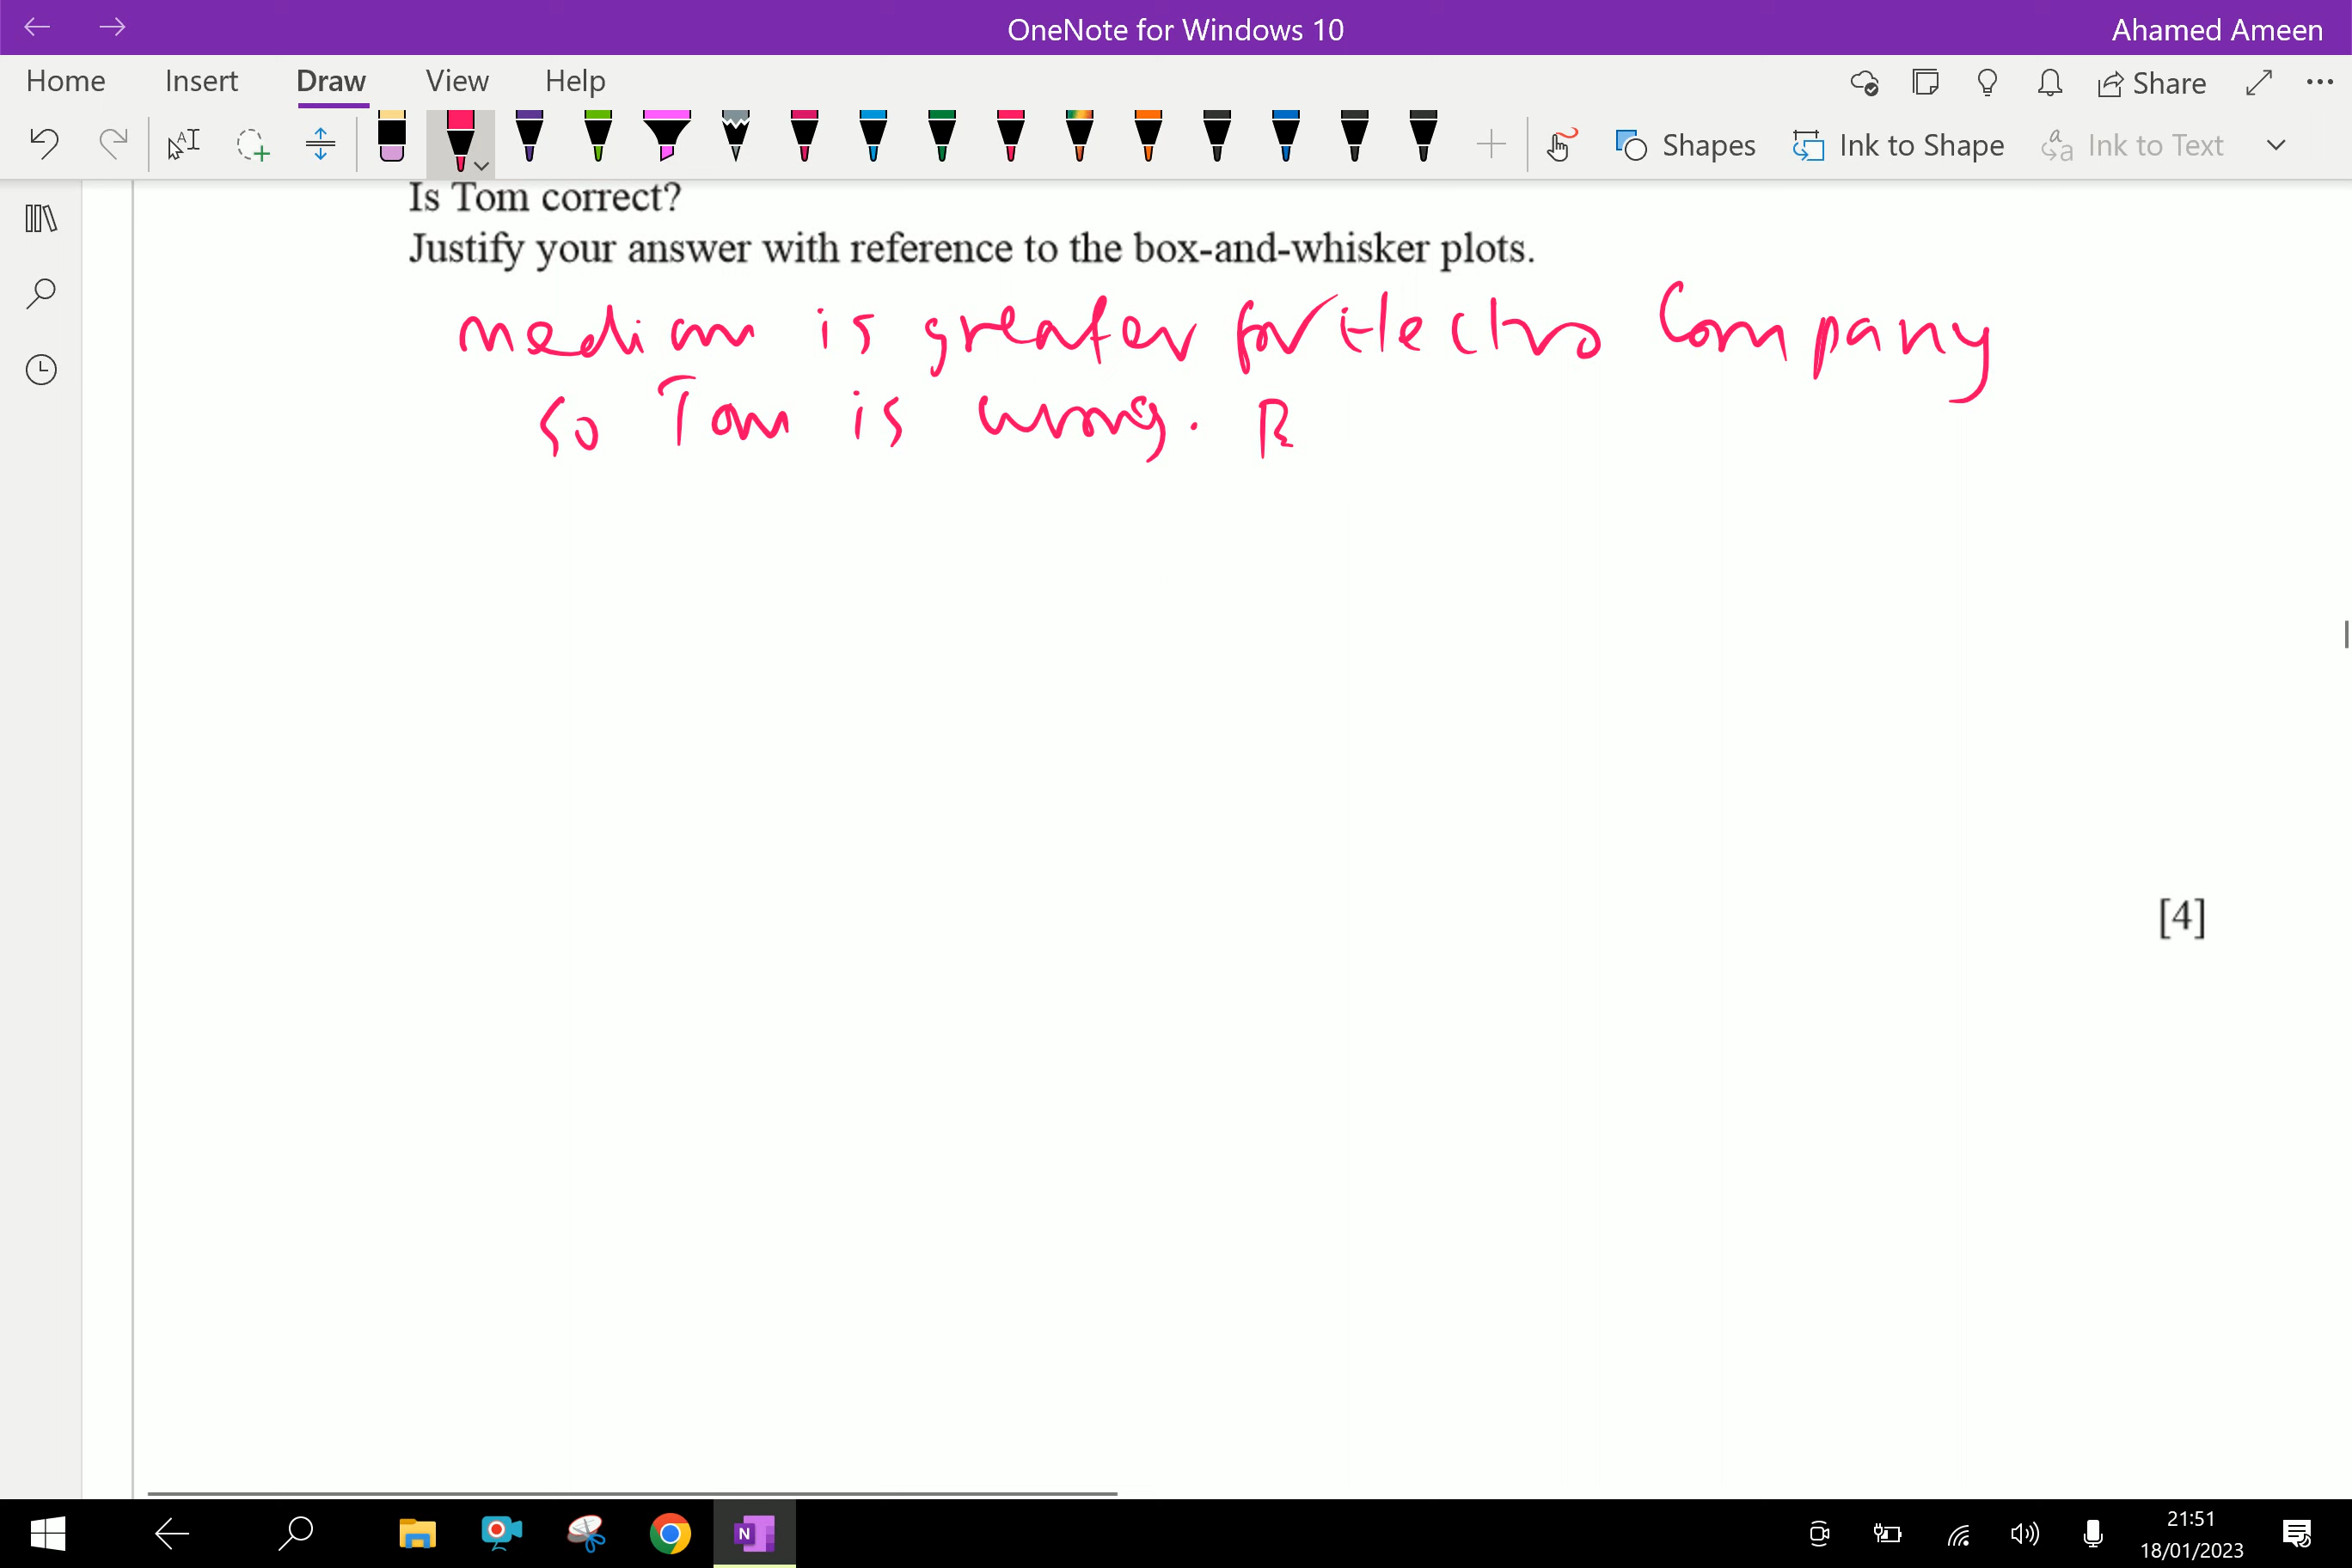 OneNote for Windows 10
Ahamed Ameen
Home Insert Draw View Help
Share
Shapes Ink to Shape Ink to Text
Is Tom correct?
Justify your answer with reference to the box-and-whisker plots.
median is greater for Electro Company
so Tom is wrong. R
[4]
21:51
18/01/2023